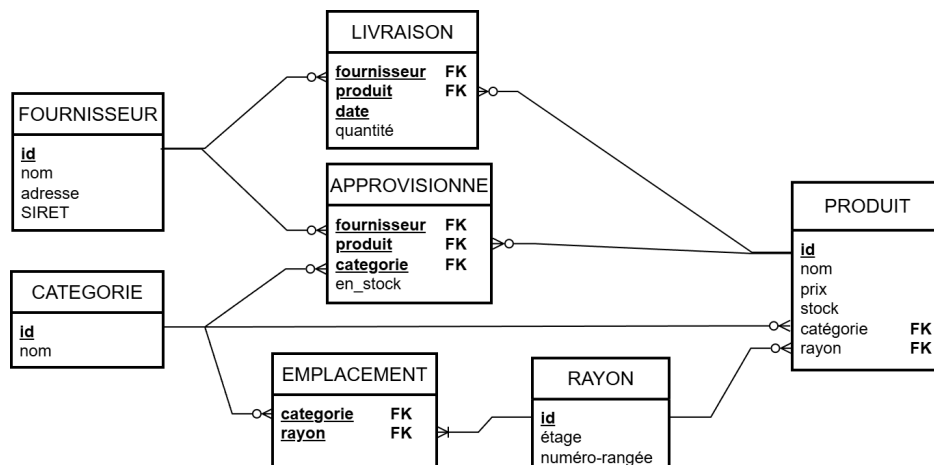 LIVRAISON
fournisseur FK
produit FK
date
quantité
FOURNISSEUR
id
nom
adresse
SIRET
APPROVISIONNE
fournisseur FK
produit FK
categorie FK
en_stock
PRODUIT
id
nom
prix
stock
catégorie FK
rayon FK
CATEGORIE
id
nom
EMPLACEMENT
categorie FK
rayon FK
RAYON
id
étage
numéro-rangée